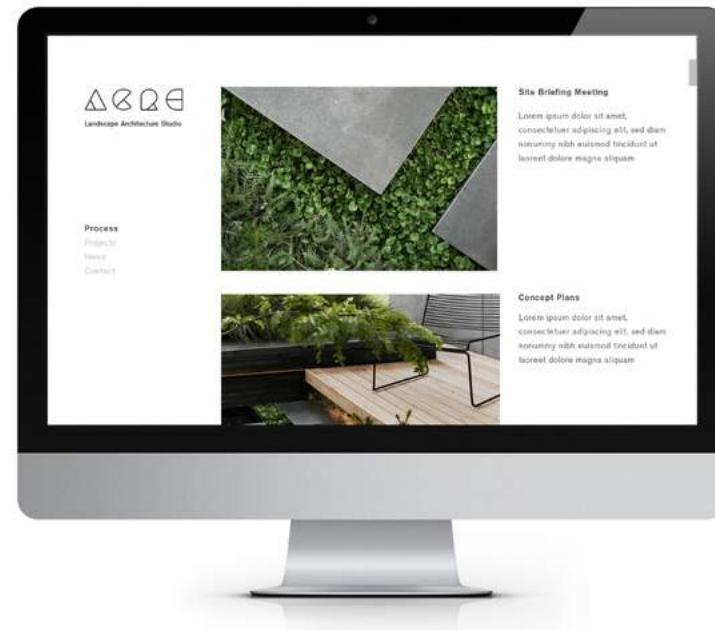 ACRE
Landscape Architecture Studio
Process
Projects
News
Contact
Site Briefing Meeting
Lorem ipsum dolor sit amet,
consectetuer adipiscing elit, sed diam
nonummy nibh euismod tincidunt ut
laoreet dolore magna aliquam
Concept Plans
Lorem ipsum dolor sit amet,
consectetuer adipiscing elit, sed diam
nonummy nibh euismod tincidunt ut
laoreet dolore magna aliquam